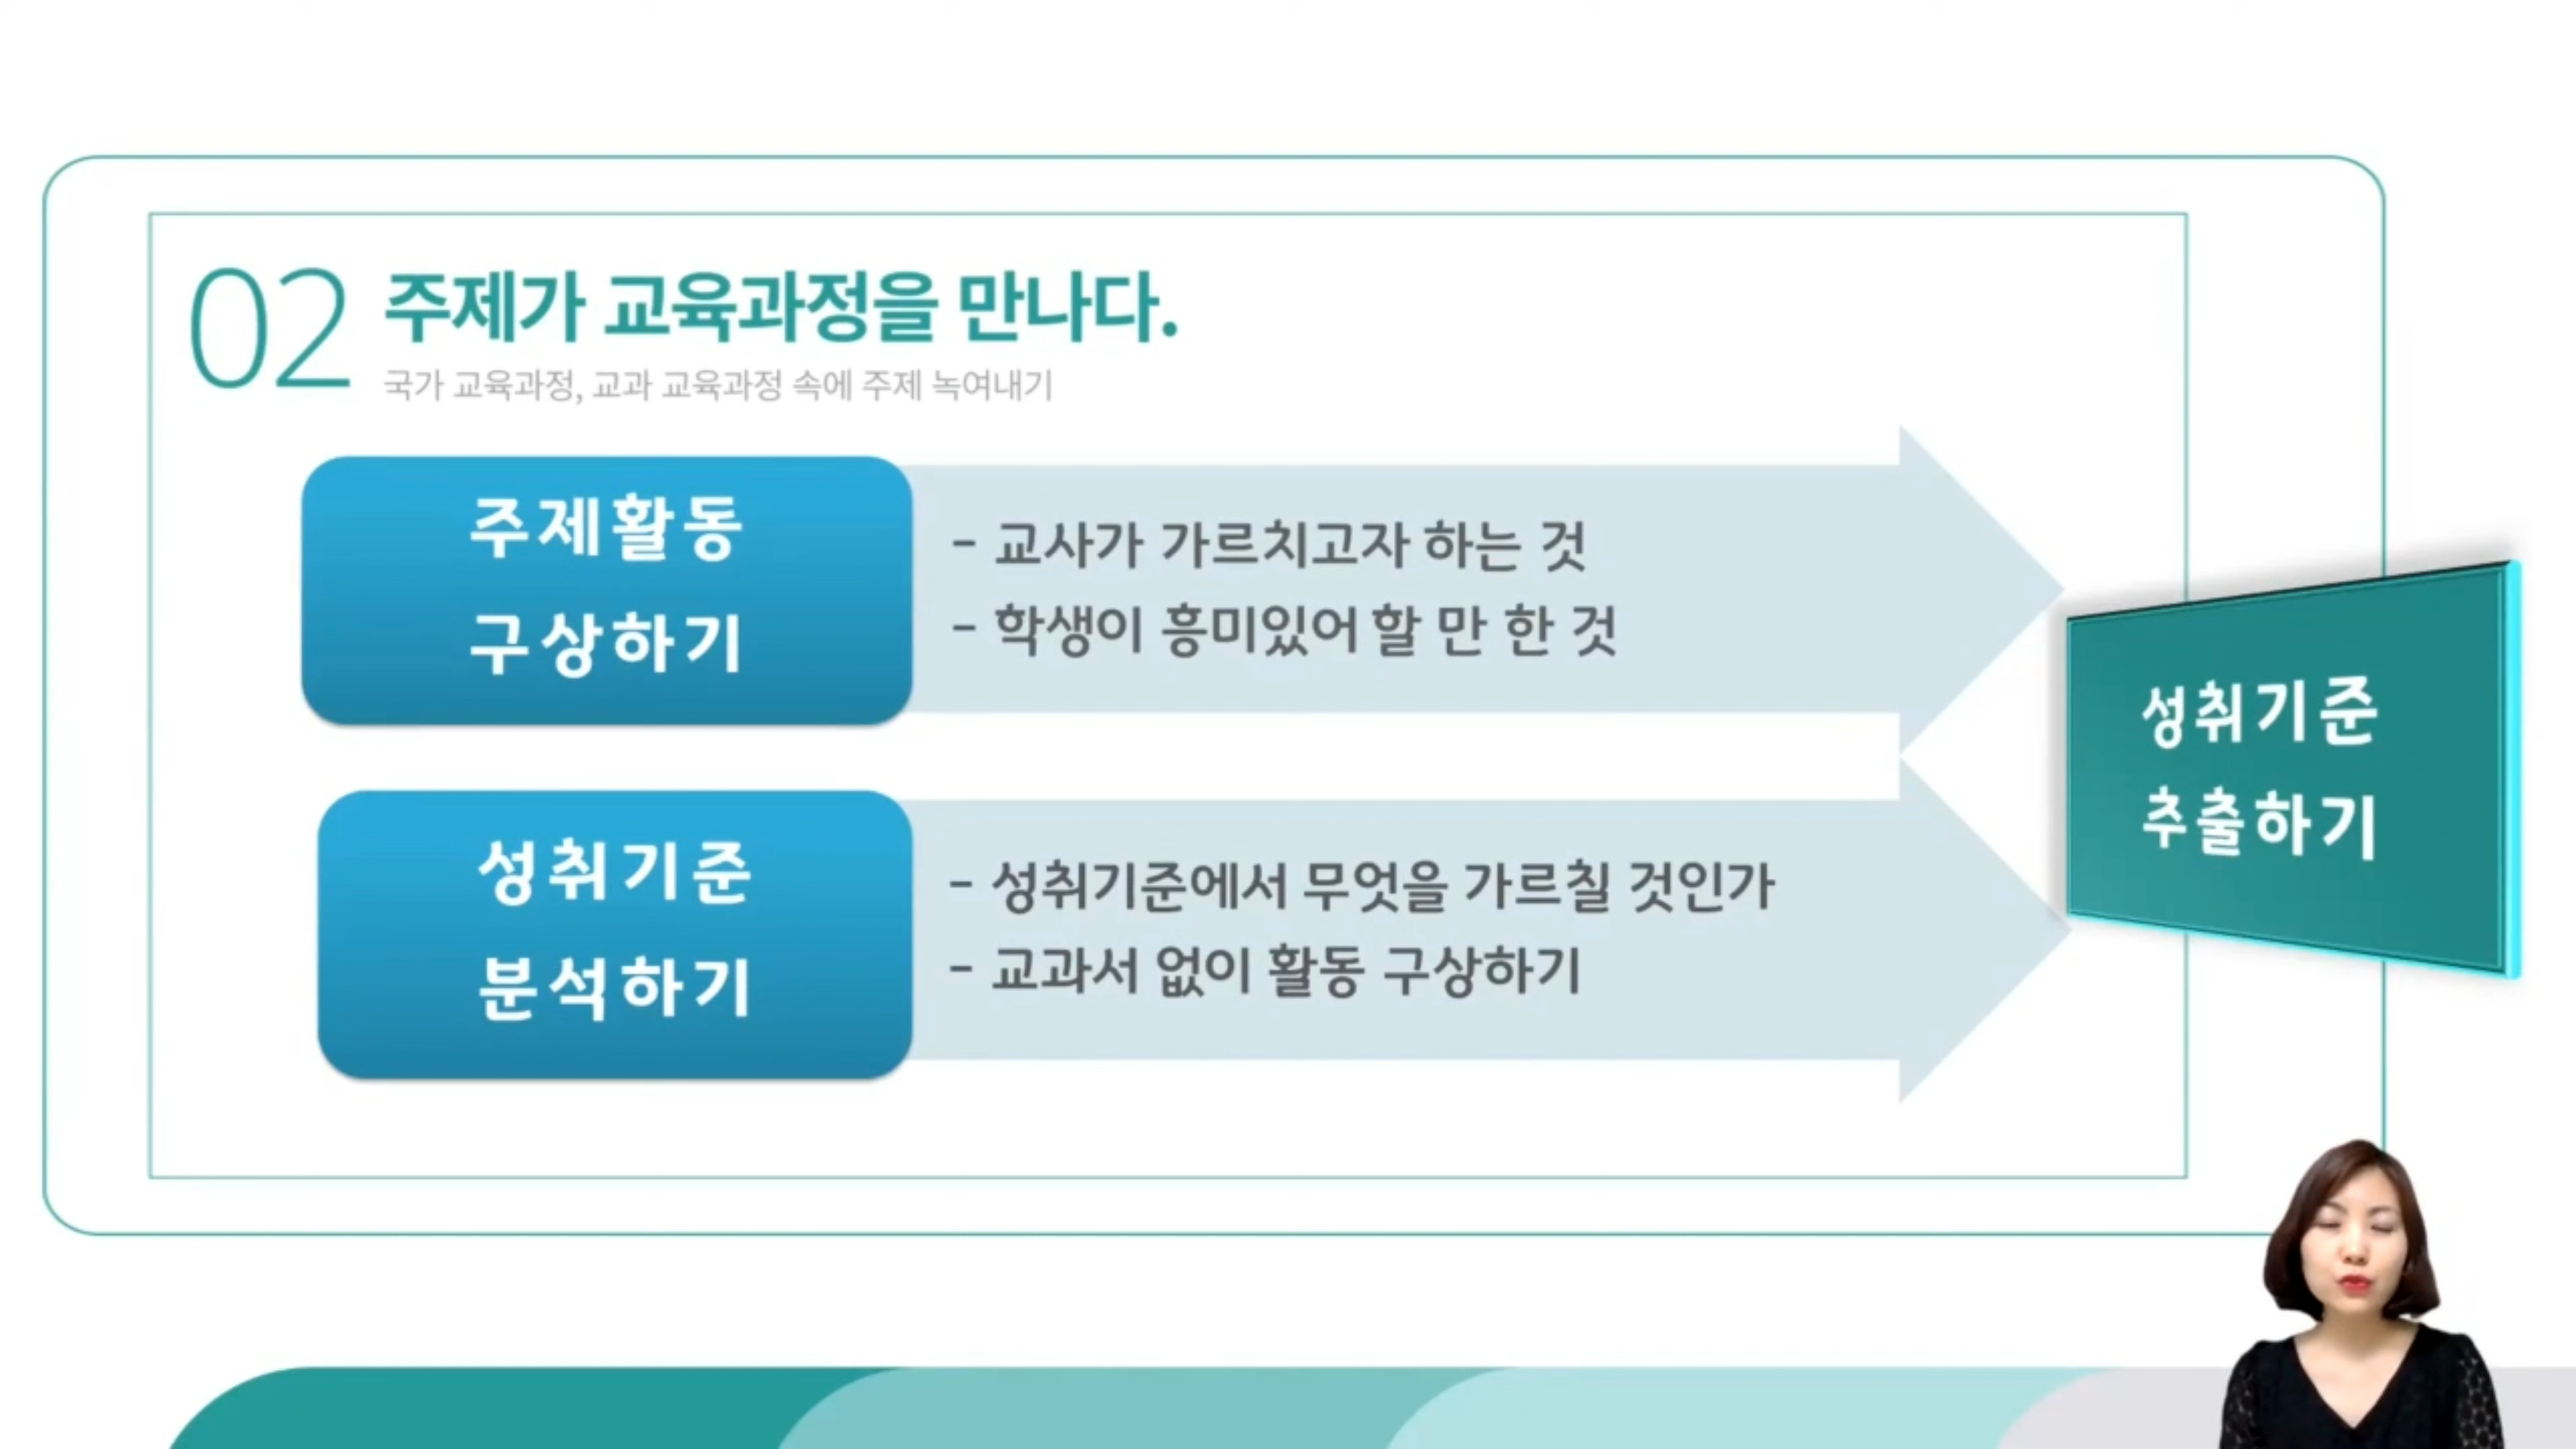 02 주제가 교육과정을 만나다.
국가 교육과정, 교과 교육과정 속에 주제 녹여내기
주제활동
구상하기
- 교사가 가르치고자 하는 것
- 학생이 흥미있어 할 만 한 것
성취기준
분석하기
- 성취기준에서 무엇을 가르칠 것인가
- 교과서 없이 활동 구상하기
성취기준
추출하기